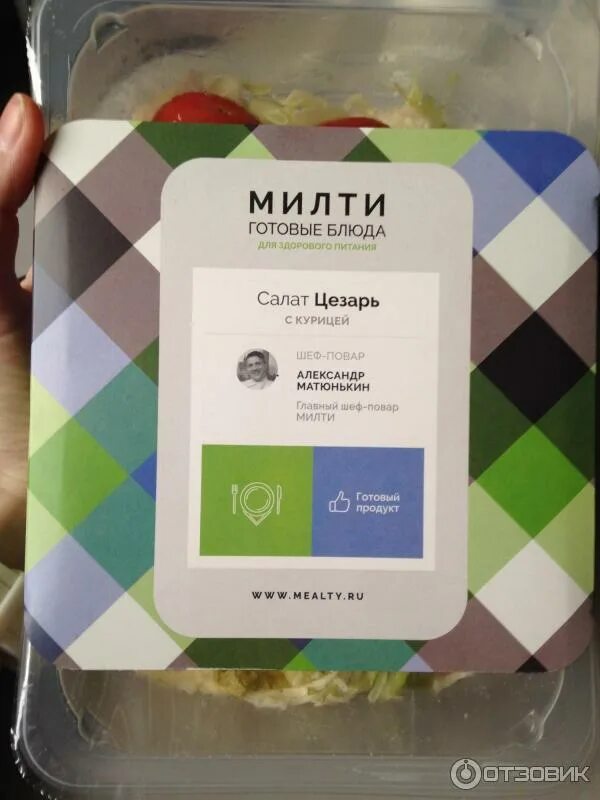 МИЛТИ
ГОТОВЫЕ БЛЮДА
ДЛЯ ЗДОРОВОГО ПИТАНИЯ
Салат Цезарь
С КУРИЦЕЙ
ШЕФ-ПОВАР
АЛЕКСАНДР
МАТЮНЬКИН
Главный шеф-повар
МИЛТИ
Готовый
продукт
WWW.MEALTY.RU
ОТЗОВИК